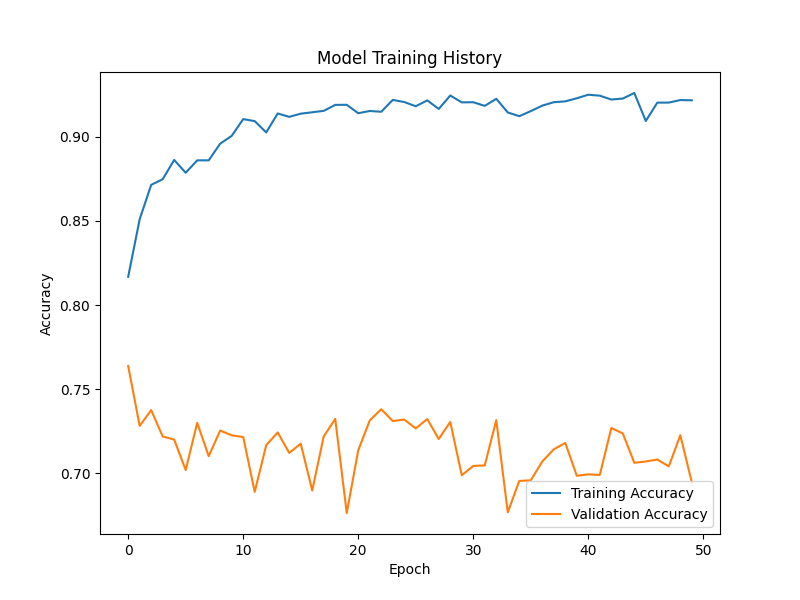 Model Training History
Accuracy
0.90
0.85
0.80
0.75
0.70
Training Accuracy
Validation Accuracy
0 10 20 30 40 50
Epoch